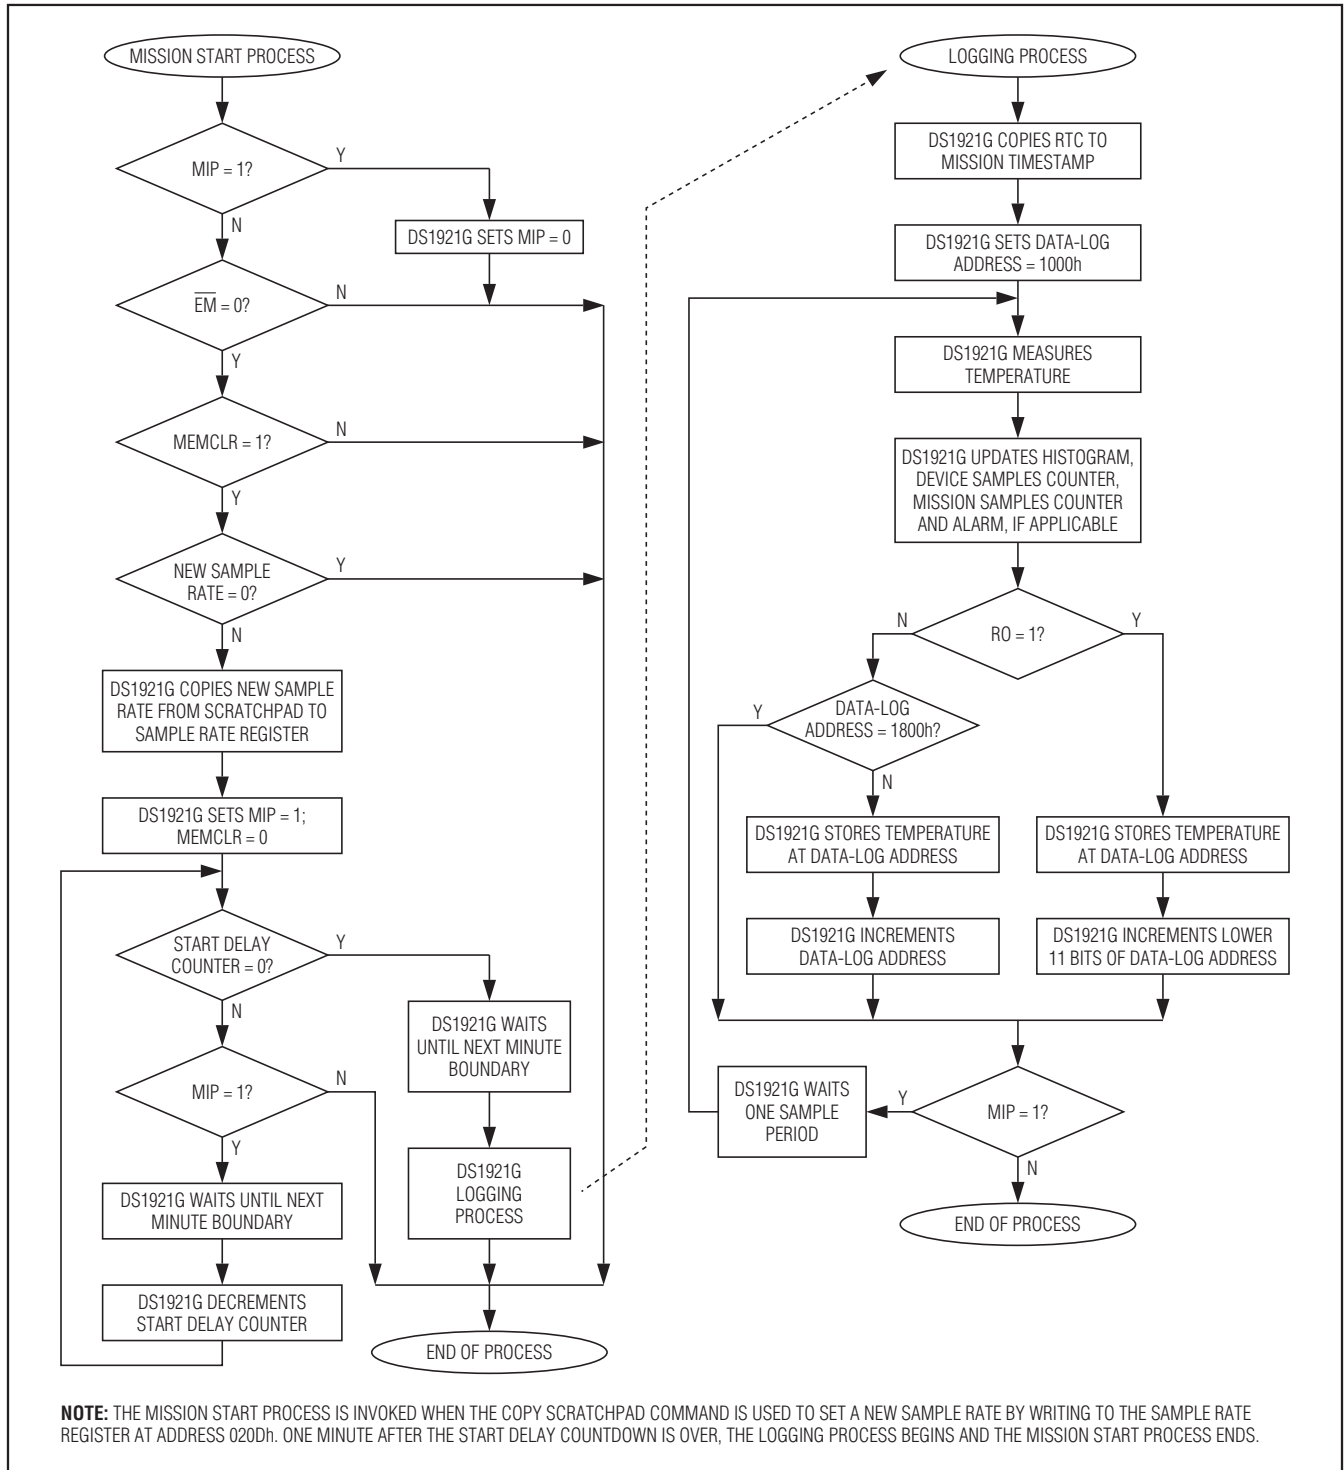 MISSION START PROCESS
MIP = 1?
Y
N
DS1921G SETS MIP = 0
EM = 0?
N
Y
MEMCLR = 1?
N
Y
NEW SAMPLE
RATE = 0?
Y
N
DS1921G COPIES NEW SAMPLE
RATE FROM SCRATCHPAD TO
SAMPLE RATE REGISTER
DS1921G SETS MIP = 1;
MEMCLR = 0
START DELAY
COUNTER = 0?
Y
N
DS1921G WAITS
UNTIL NEXT MINUTE
BOUNDARY
MIP = 1?
N
Y
DS1921G
LOGGING
PROCESS
DS1921G WAITS UNTIL NEXT
MINUTE BOUNDARY
DS1921G DECREMENTS
START DELAY COUNTER
END OF PROCESS
LOGGING PROCESS
DS1921G COPIES RTC TO
MISSION TIMESTAMP
DS1921G SETS DATA-LOG
ADDRESS = 1000h
DS1921G MEASURES
TEMPERATURE
DS1921G UPDATES HISTOGRAM,
DEVICE SAMPLES COUNTER,
MISSION SAMPLES COUNTER
AND ALARM, IF APPLICABLE
RO = 1?
N
Y
DATA-LOG
ADDRESS = 1800h?
Y
N
DS1921G STORES TEMPERATURE
AT DATA-LOG ADDRESS
DS1921G STORES TEMPERATURE
AT DATA-LOG ADDRESS
DS1921G INCREMENTS
DATA-LOG ADDRESS
DS1921G INCREMENTS LOWER
11 BITS OF DATA-LOG ADDRESS
DS1921G WAITS
ONE SAMPLE
PERIOD
Y
MIP = 1?
N
END OF PROCESS
NOTE: THE MISSION START PROCESS IS INVOKED WHEN THE COPY SCRATCHPAD COMMAND IS USED TO SET A NEW SAMPLE RATE BY WRITING TO THE SAMPLE RATE
REGISTER AT ADDRESS 020Dh. ONE MINUTE AFTER THE START DELAY COUNTDOWN IS OVER, THE LOGGING PROCESS BEGINS AND THE MISSION START PROCESS ENDS.